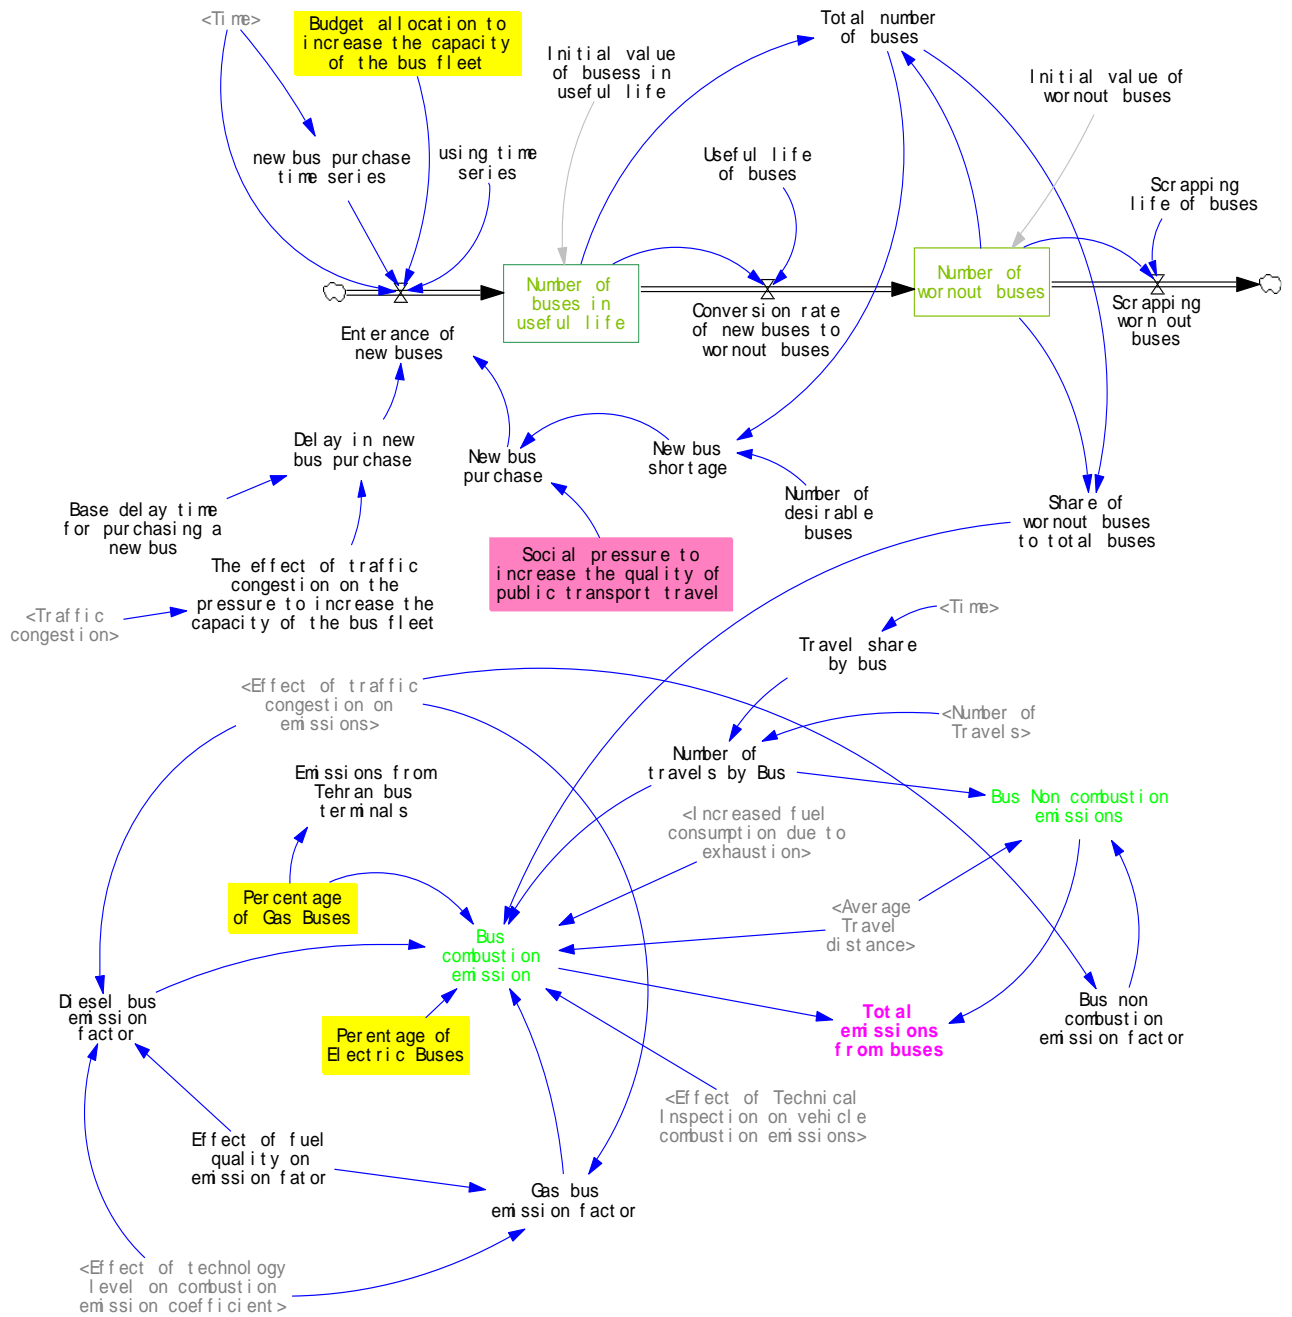 <Time>
Budget allocation to
increase the capacity
of the bus fleet
Initial value
of busess in
useful life
Total number
of buses
Initial value of
wornout buses
new bus purchase
time series
using time
series
Useful life
of buses
Scrapping
life of buses
Number of
buses in
useful life
Number of
wornout buses
Conversion rate
of new buses to
wornout buses
Scrapping
worn out
buses
Enterance of
new buses
Delay in new
bus purchase
New bus
purchase
New bus
shortage
Number of
desirable
buses
Share of
wornout buses
to total buses
Base delay time
for purchasing a
new bus
Social pressure to
increase the quality of
public transport travel
The effect of traffic
congestion on the
pressure to increase the
capacity of the bus fleet
<Traffic
congestion>
<Time>
Travel share
by bus
<Effect of traffic
congestion on
emissions>
<Number of
Travels>
Number of
travels by Bus
Emissions from
Tehran bus
terminals
Bus Non combustion
emissions
<Increased fuel
consumption due to
exhaustion>
Percentage
of Gas Buses
<Average
Travel
distance>
Bus
combustion
emission
Diesel bus
emission
factor
Total
emissions
from buses
Bus non
combustion
emission factor
Perentage of
Electric Buses
<Effect of Technical
Inspection on vehicle
combustion emissions>
Effect of fuel
quality on
emission fator
Gas bus
emission factor
<Effect of technology
level on combustion
emission coefficient>